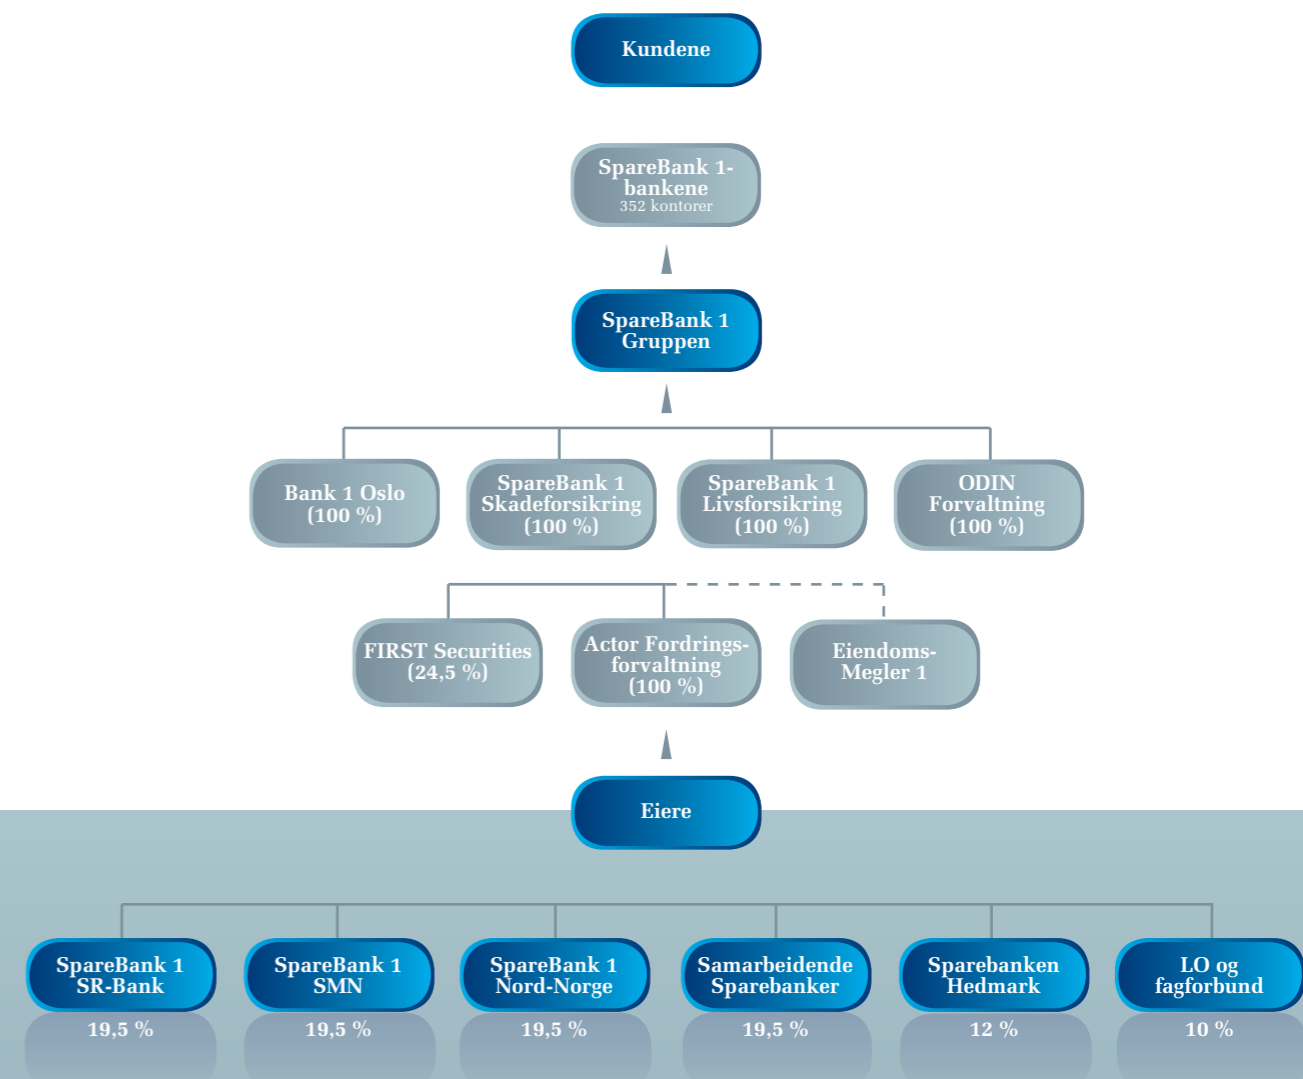 Kundene
SpareBank 1-
bankene
352 kontorer
SpareBank 1
Gruppen
Bank 1 Oslo
(100 %)
SpareBank 1
Skadeforsikring
(100 %)
SpareBank 1
Livsforsikring
(100 %)
ODIN
Forvaltning
(100 %)
FIRST Securities
(24,5 %)
Actor Fordrings-
forvaltning
(100 %)
Eiendoms-
Megler 1
Eiere
SpareBank 1
SR-Bank
19,5 %
SpareBank 1
SMN
19,5 %
SpareBank 1
Nord-Norge
19,5 %
Samarbeidende
Sparebanker
19,5 %
Sparebanken
Hedmark
12 %
LO og
fagforbund
10 %